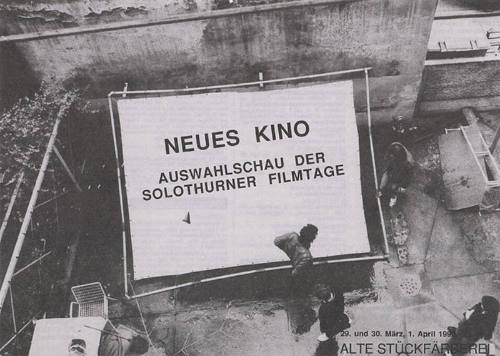 NEUES KINO
AUSWAHLSCHAU DER
SOLOTHURNER FILMTAGE
29. und 30. März, 1. April
ALTE STÜCKFÄRBEREI